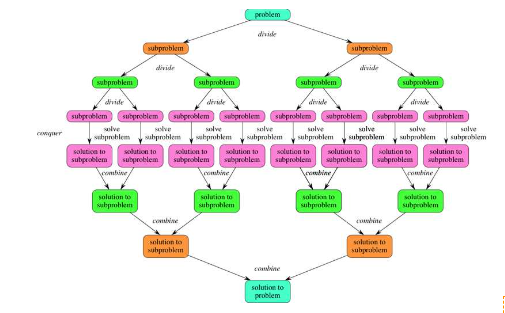 problem
divide
subproblem subproblem
divide divide
subproblem subproblem subproblem subproblem
divide divide divide divide
subproblem subproblem subproblem subproblem subproblem subproblem subproblem subproblem
conquer solve solve solve solve solve solve solve solve
subproblem subproblem subproblem subproblem subproblem subproblem subproblem subproblem
solution to solution to solution to solution to solution to solution to solution to solution to
subproblem subproblem subproblem subproblem subproblem subproblem subproblem subproblem
combine combine combine combine
solution to solution to solution to solution to
subproblem subproblem subproblem subproblem
combine combine
solution to solution to
subproblem subproblem
combine
solution to
problem